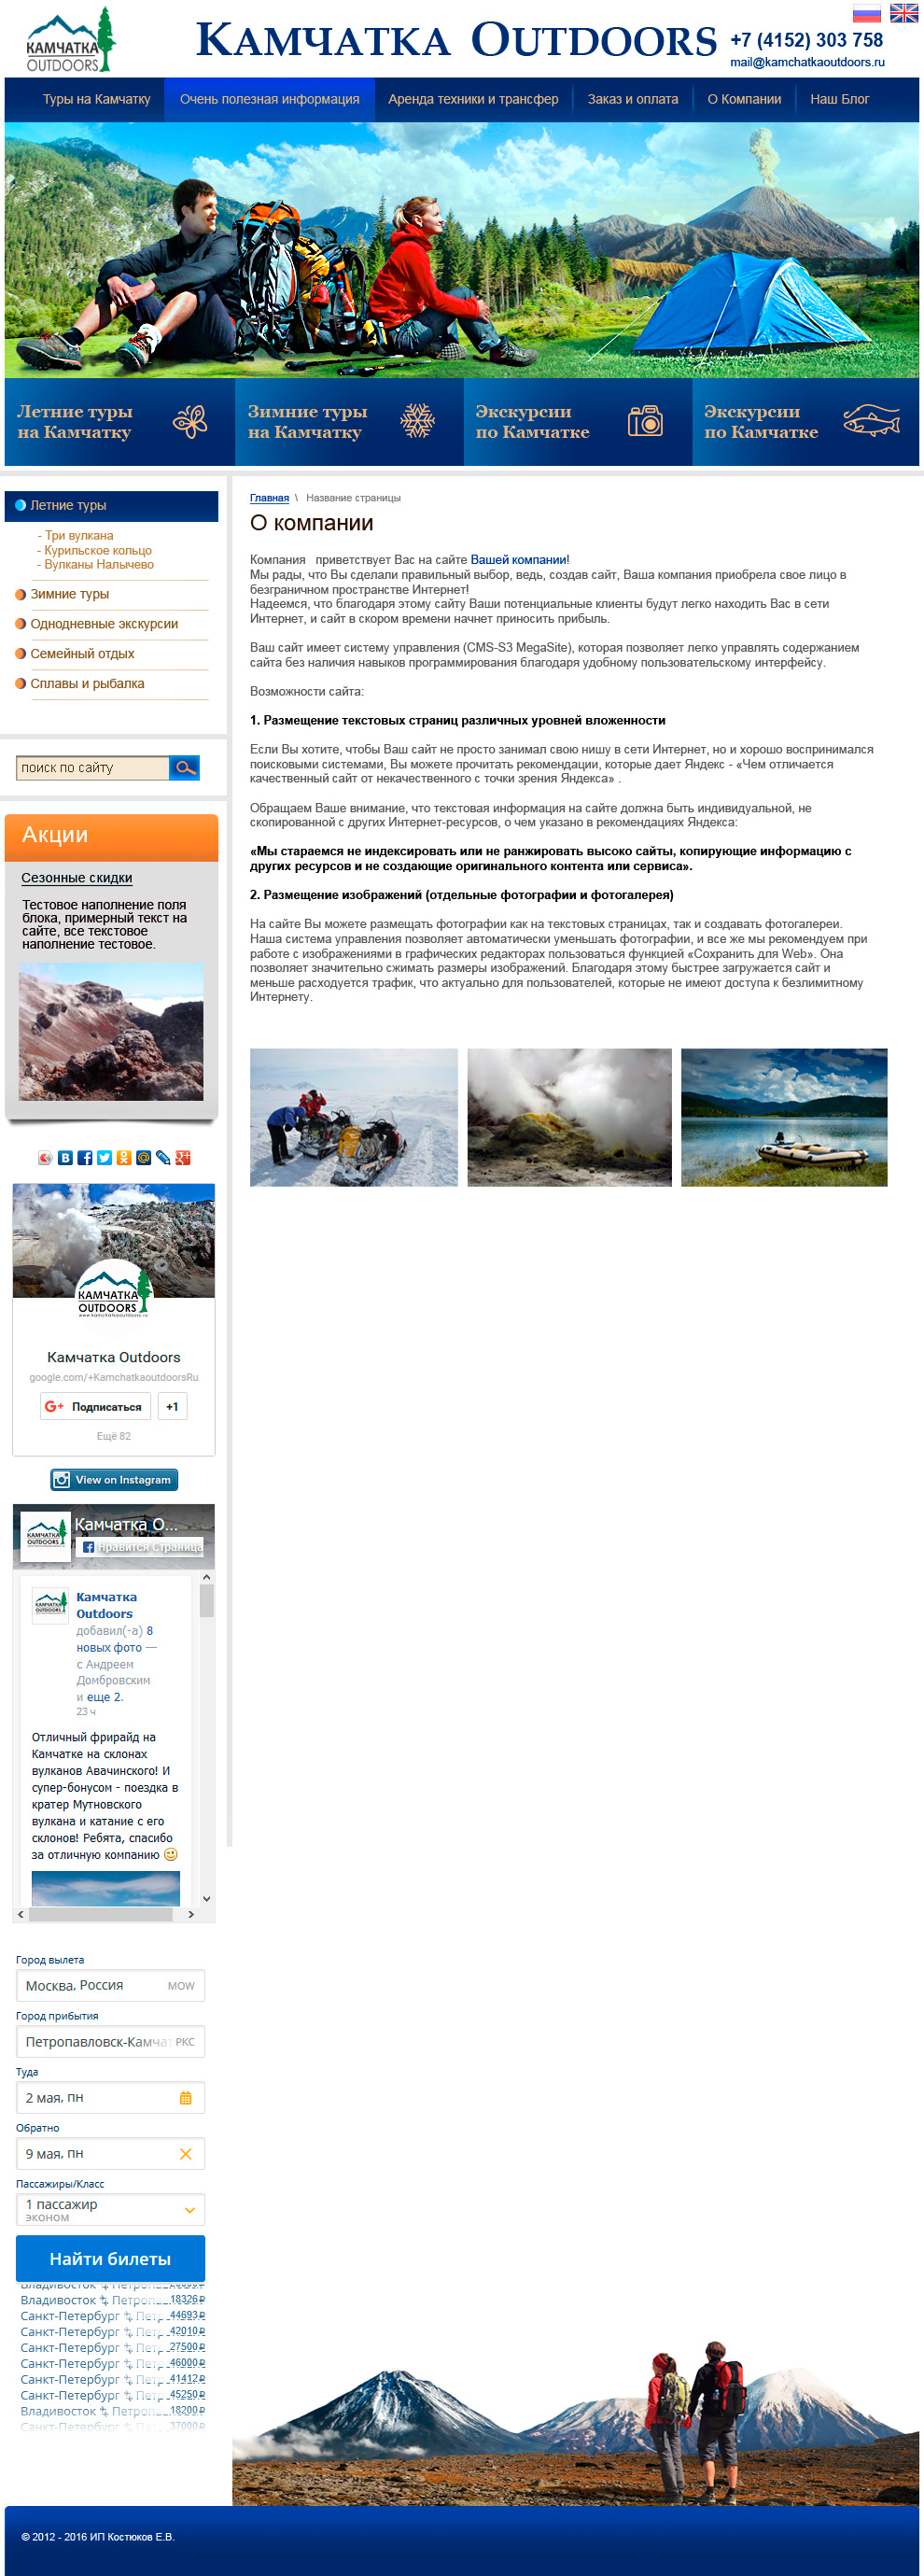 КАМЧАТКА
OUTDOORS
Камчатка Outdoors
+7 (4152) 303 758
mail@kamchatkaoutdoors.ru
Туры на Камчатку
Очень полезная информация
Аренда техники и трансфер
Заказ и оплата
О Компании
Наш Блог
Летние туры
на Камчатку
Зимние туры
на Камчатку
Экскурсии
по Камчатке
Экскурсии
по Камчатке
Летние туры
- Три вулкана
- Курильское кольцо
- Вулканы Налычево
Зимние туры
Однодневные экскурсии
Семейный отдых
Сплавы и рыбалка
поиск по сайту
Акции
Сезонные скидки
Тестовое наполнение поля
блока, примерный текст на
сайте, все текстовое
наполнение тестовое.
КАМЧАТКА
OUTDOORS
www.kamchatkaoutdoors.ru
Камчатка Outdoors
google.com/+KamchatkaoutdoorsRu
G+ Подписаться
+1
Ещё 82
View on Instagram
КАМЧАТКА
OUTDOORS
Камчатка O...
Нравится Страница
КАМЧАТКА
OUTDOORS
Камчатка
Outdoors
добавил(-а) 8
новых фото —
с Андреем
Домбровским
и еще 2.
23 ч
Отличный фрирайд на
Камчатке на склонах
вулканов Авачинского! И
супер-бонусом - поездка в
кратер Мутновского
вулкана и катание с его
склонов! Ребята, спасибо
за отличную компанию
Город вылета
Москва, Россия MOW
Город прибытия
Петропавловск-Камчат PKC
Туда
2 мая, пн
Обратно
9 мая, пн
Пассажиры/Класс
1 пассажир
эконом
Найти билеты
Владивосток Петропа
Владивосток Петропа 18326
Санкт-Петербург Пет 44693
Санкт-Петербург Пет 42010
Санкт-Петербург Пет 27500
Санкт-Петербург Пет 46000
Санкт-Петербург Пет 41412
Санкт-Петербург Пет 45250
Владивосток Петропа 18200
Санкт-Петербург Пет 37000
Главная \ Название страницы
О компании
Компания приветствует Вас на сайте Вашей компании!
Мы рады, что Вы сделали правильный выбор, ведь, создав сайт, Ваша компания приобрела свое лицо в
безграничном пространстве Интернет!
Надеемся, что благодаря этому сайту Ваши потенциальные клиенты будут легко находить Вас в сети
Интернет, и сайт в скором времени начнет приносить прибыль.
Ваш сайт имеет систему управления (CMS-S3 MegaSite), которая позволяет легко управлять содержанием
сайта без наличия навыков программирования благодаря удобному пользовательскому интерфейсу.
Возможности сайта:
1. Размещение текстовых страниц различных уровней вложенности
Если Вы хотите, чтобы Ваш сайт не просто занимал свою нишу в сети Интернет, но и хорошо воспринимался
поисковыми системами, Вы можете прочитать рекомендации, которые дает Яндекс - «Чем отличается
качественный сайт от некачественного с точки зрения Яндекса» .
Обращаем Ваше внимание, что текстовая информация на сайте должна быть индивидуальной, не
скопированной с других Интернет-ресурсов, о чем указано в рекомендациях Яндекса:
«Мы стараемся не индексировать или не ранжировать высоко сайты, копирующие информацию с
других ресурсов и не создающие оригинального контента или сервиса».
2. Размещение изображений (отдельные фотографии и фотогалерея)
На сайте Вы можете размещать фотографии как на текстовых страницах, так и создавать фотогалереи.
Наша система управления позволяет автоматически уменьшать фотографии, и все же мы рекомендуем при
работе с изображениями в графических редакторах пользоваться функцией «Сохранить для Web». Она
позволяет значительно сжимать размеры изображений. Благодаря этому быстрее загружается сайт и
меньше расходуется трафик, что актуально для пользователей, которые не имеют доступа к безлимитному
Интернету.
© 2012 - 2016 ИП Костюков Е.В.